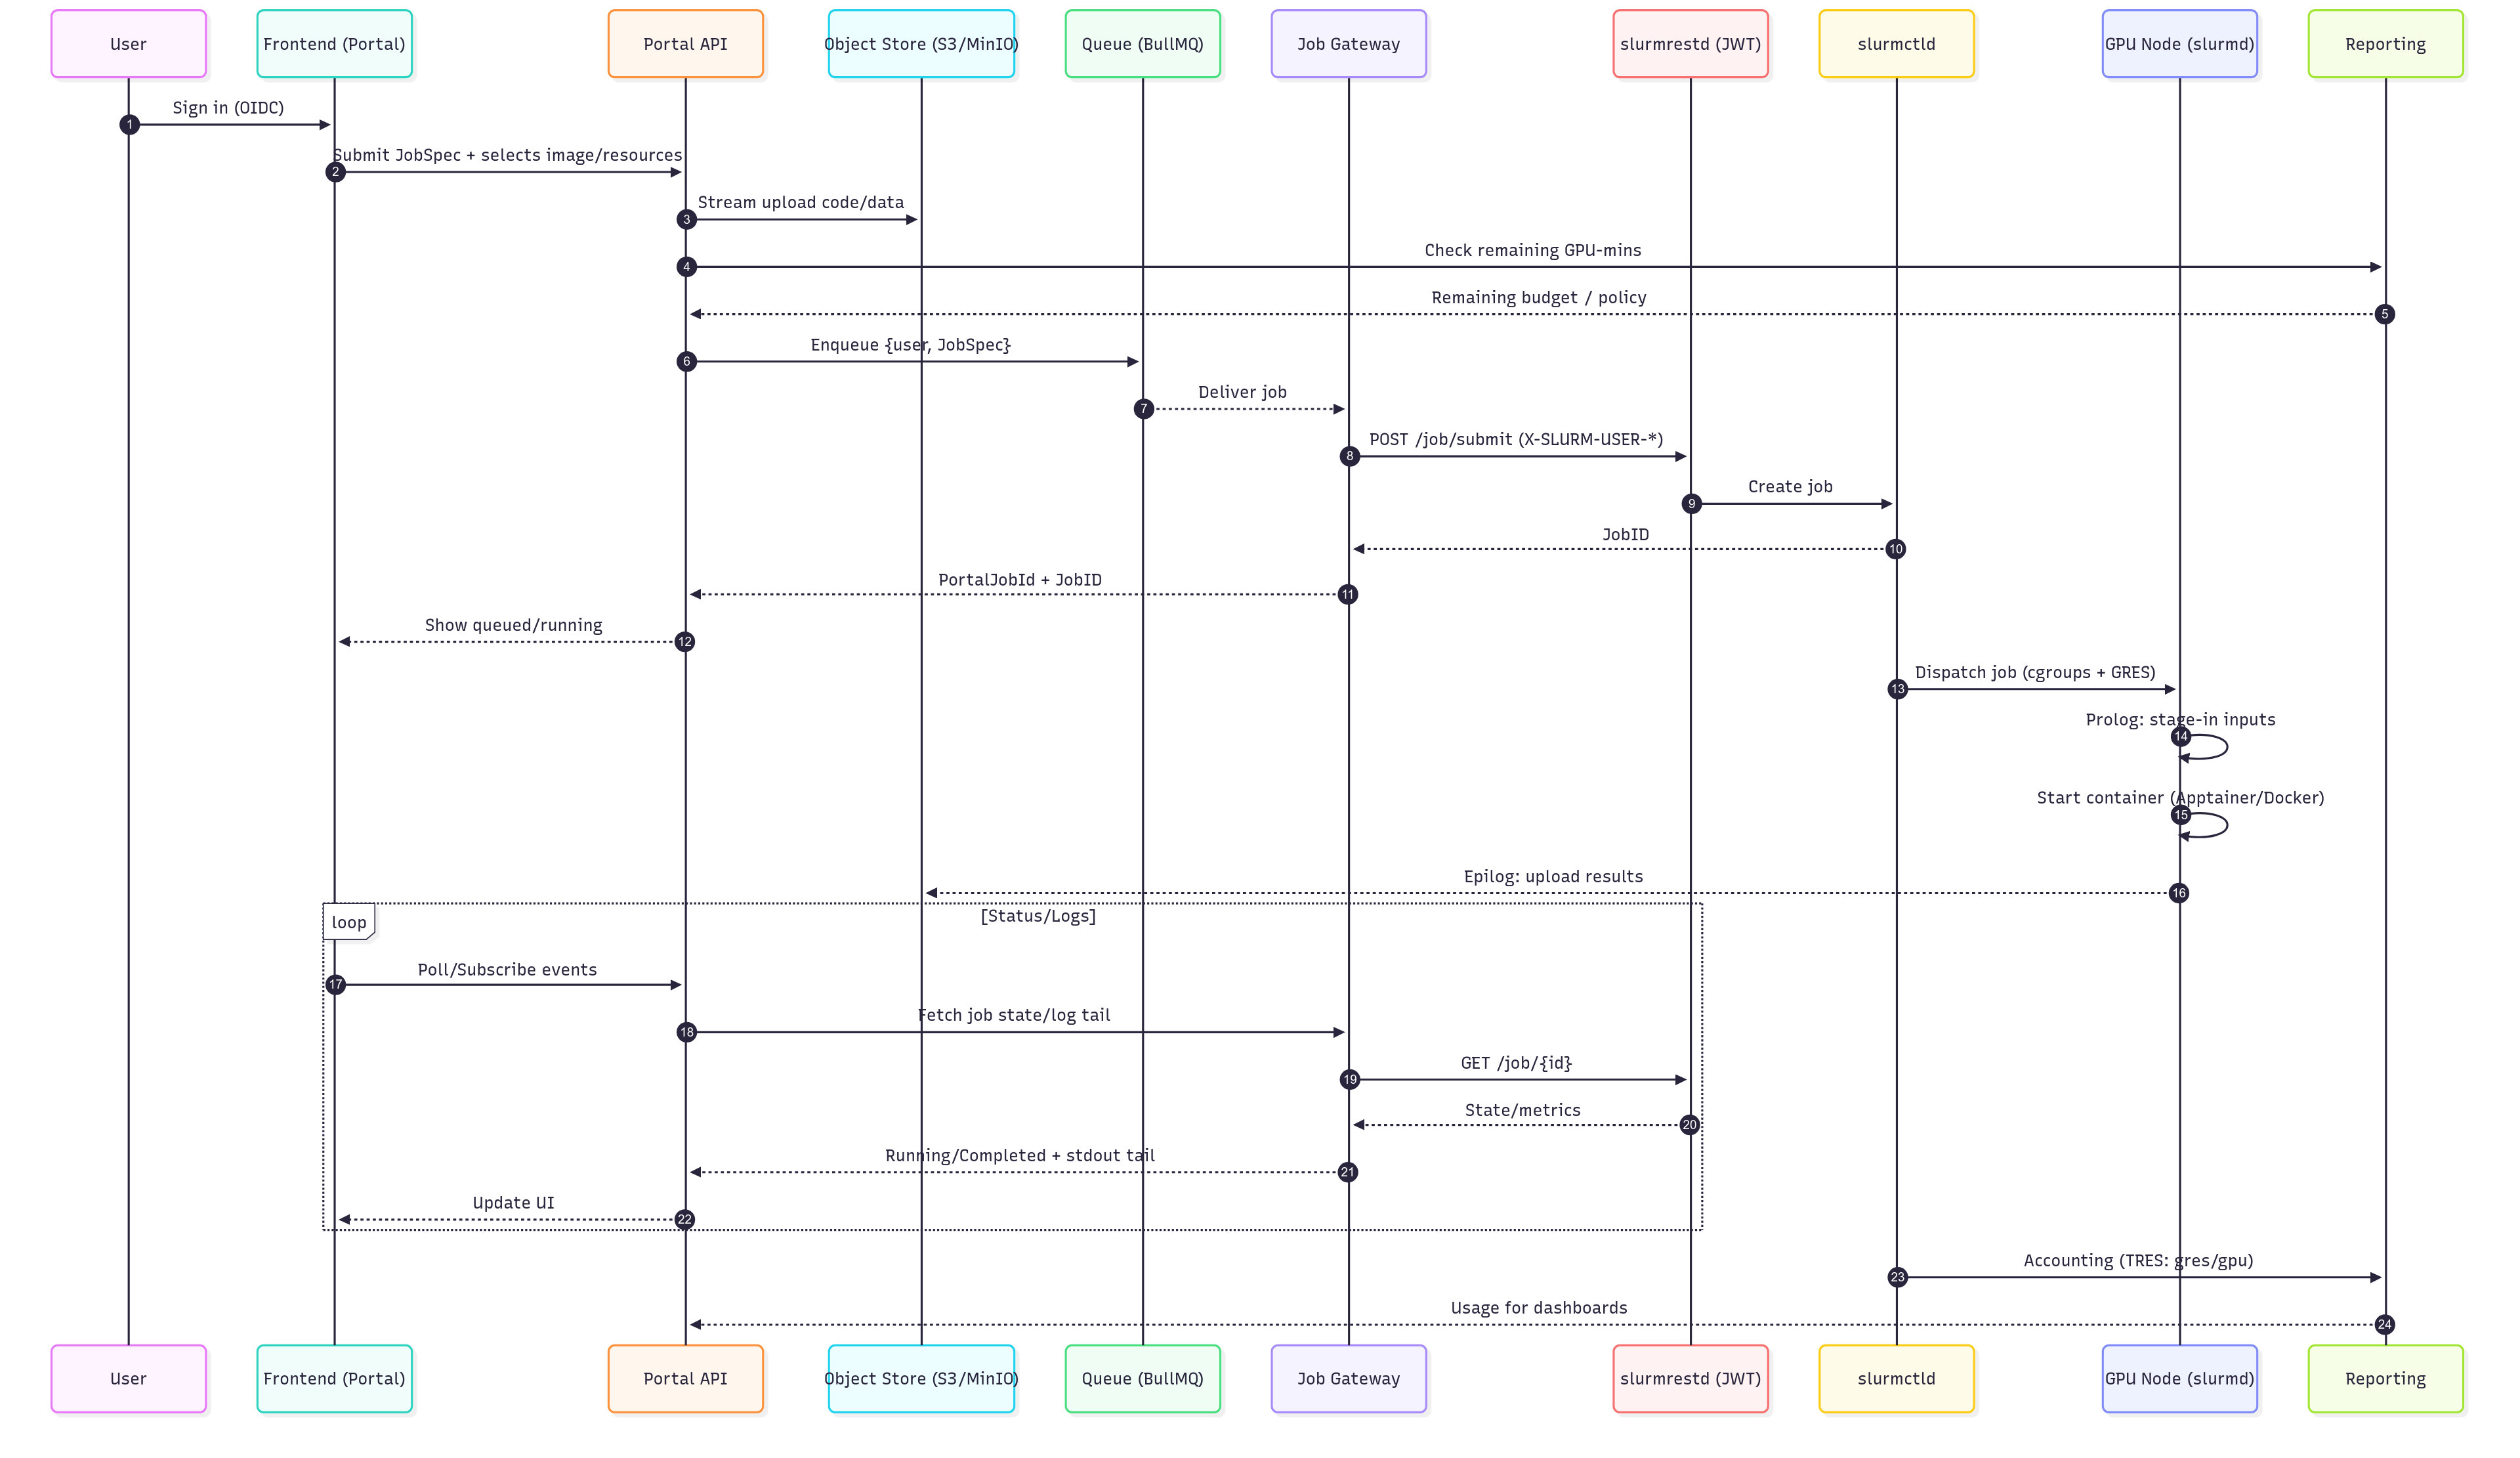 User
Frontend (Portal)
Portal API
Object Store (S3/MinIO)
Queue (BullMQ)
Job Gateway
slurmrestd (JWT)
slurmctld
GPU Node (slurmd)
Reporting
Sign in (OIDC)
1
Submit JobSpec + selects image/resources
2
Stream upload code/data
3
Check remaining GPU-mins
4
Remaining budget / policy
5
Enqueue {user, JobSpec}
6
Deliver job
7
POST /job/submit (X-SLURM-USER-*)
8
Create job
9
JobID
10
PortalJobId + JobID
11
Show queued/running
12
Dispatch job (cgroups + GRES)
13
Prolog: stage-in inputs
14
Start container (Apptainer/Docker)
15
Epilog: upload results
16
loop
[Status/Logs]
Poll/Subscribe events
17
Fetch job state/log tail
18
GET /job/{id}
19
State/metrics
20
Running/Completed + stdout tail
21
Update UI
22
Accounting (TRES: gres/gpu)
23
Usage for dashboards
24
User
Frontend (Portal)
Portal API
Object Store (S3/MinIO)
Queue (BullMQ)
Job Gateway
slurmrestd (JWT)
slurmctld
GPU Node (slurmd)
Reporting